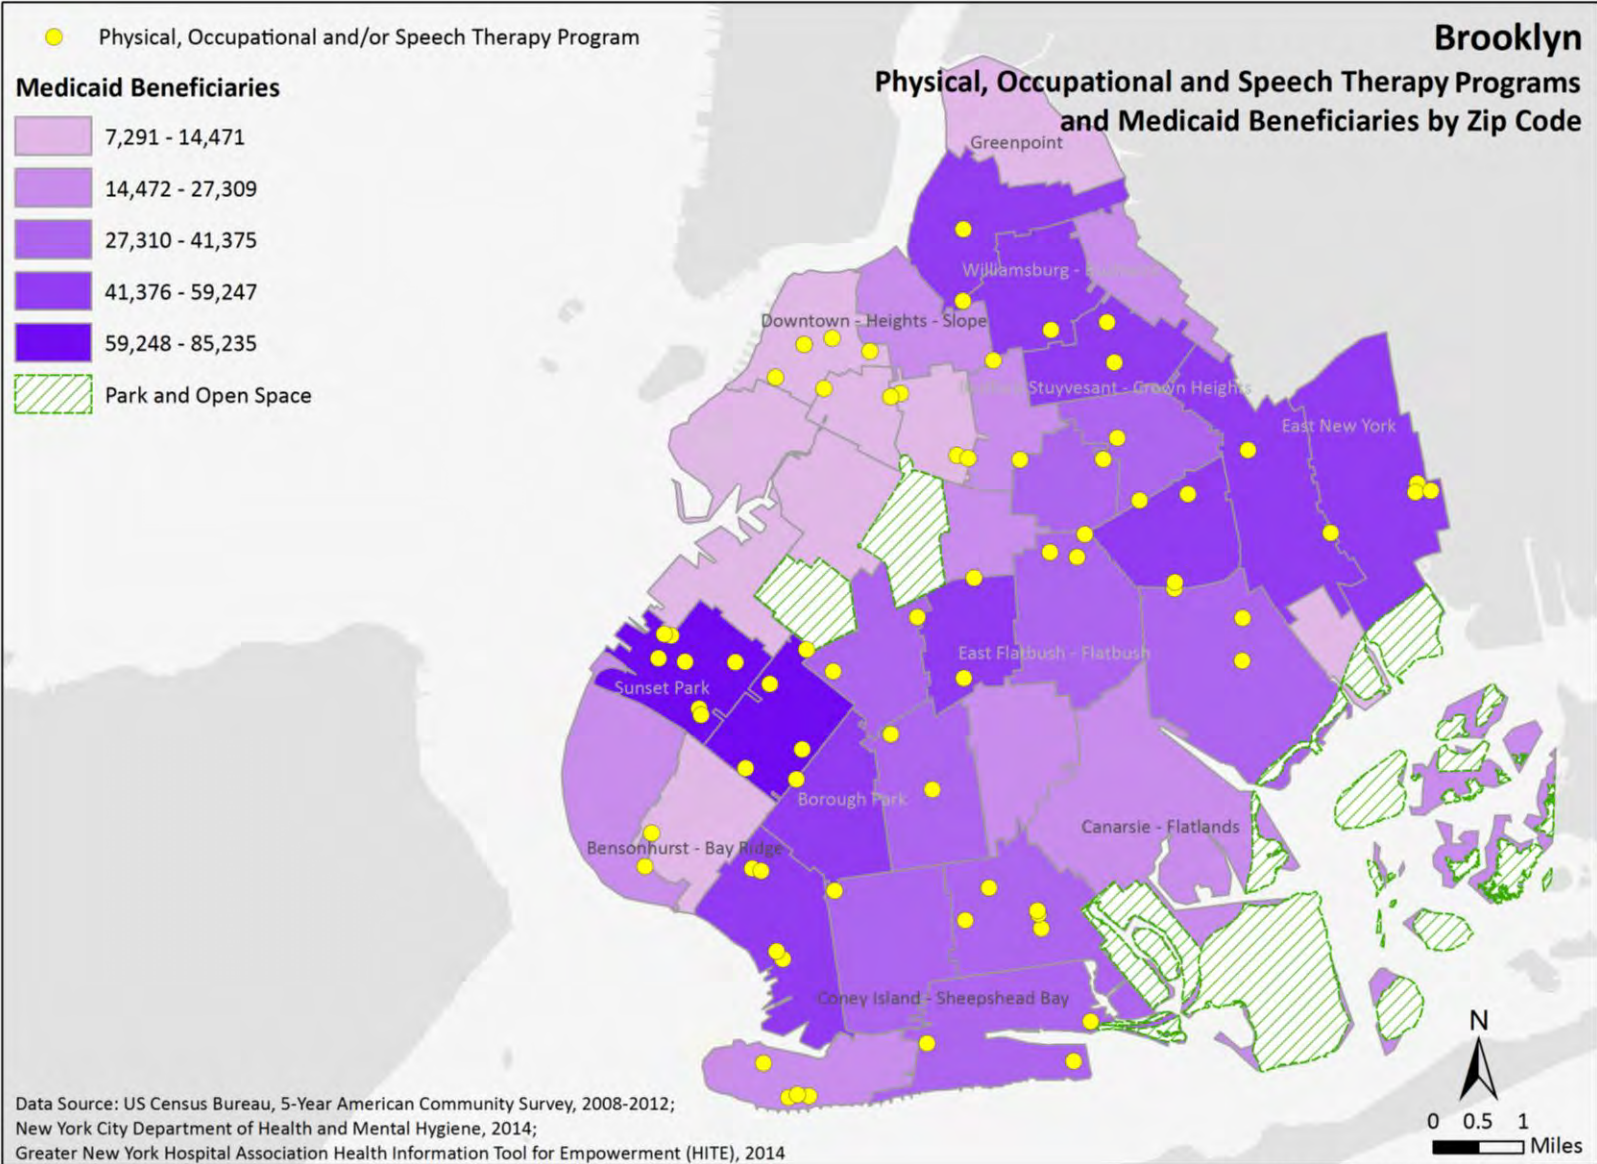 Physical, Occupational and/or Speech Therapy Program
Medicaid Beneficiaries
7,291 - 14,471
14,472 - 27,309
27,310 - 41,375
41,376 - 59,247
59,248 - 85,235
Park and Open Space
Brooklyn
Physical, Occupational and Speech Therapy Programs
and Medicaid Beneficiaries by Zip Code
Greenpoint
Williamsburg -
Downtown - Heights - Slope
Stuyvesant - Crown Heights
East New York
East Flatbush - Flatbush
Sunset Park
Borough Park
Canarsie - Flatlands
Bensonhurst - Bay Ridge
Coney Island - Sheepshead Bay
N
0 0.5 1
Miles
Data Source: US Census Bureau, 5-Year American Community Survey, 2008-2012;
New York City Department of Health and Mental Hygiene, 2014;
Greater New York Hospital Association Health Information Tool for Empowerment (HITE), 2014